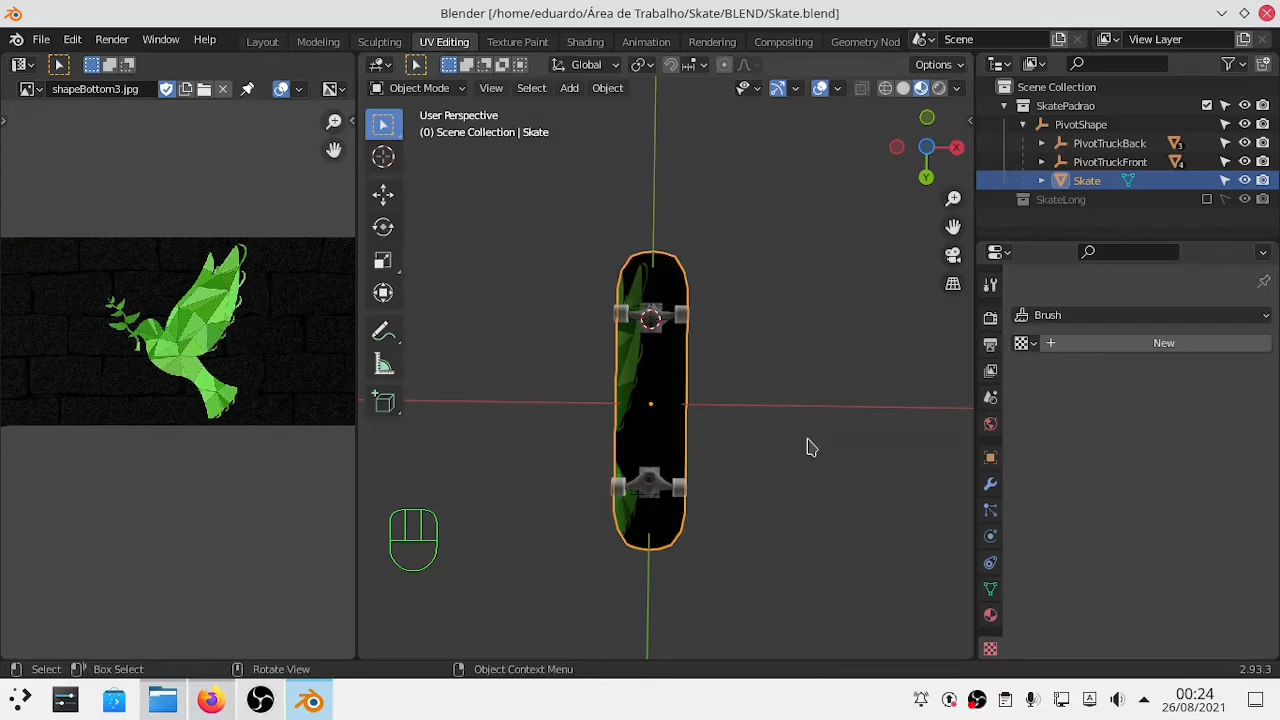 Blender [/home/eduardo/Área de Trabalho/Skate/BLEND/Skate.blend]
File Edit Render Window Help Layout Modeling Sculpting UV Editing Texture Paint Shading Animation Rendering Compositing Geometry Nod Scene View Layer
Global Options
shapeBottom3.jpg Object Mode View Select Add Object
Scene Collection
SkatePadrao
PivotShape
PivotTruckBack 3
PivotTruckFront 4
Skate
SkateLong
User Perspective
(0) Scene Collection | Skate
X
Y
Brush
New
Select Box Select Rotate View Object Context Menu 2.93.3
00:24
26/08/2021